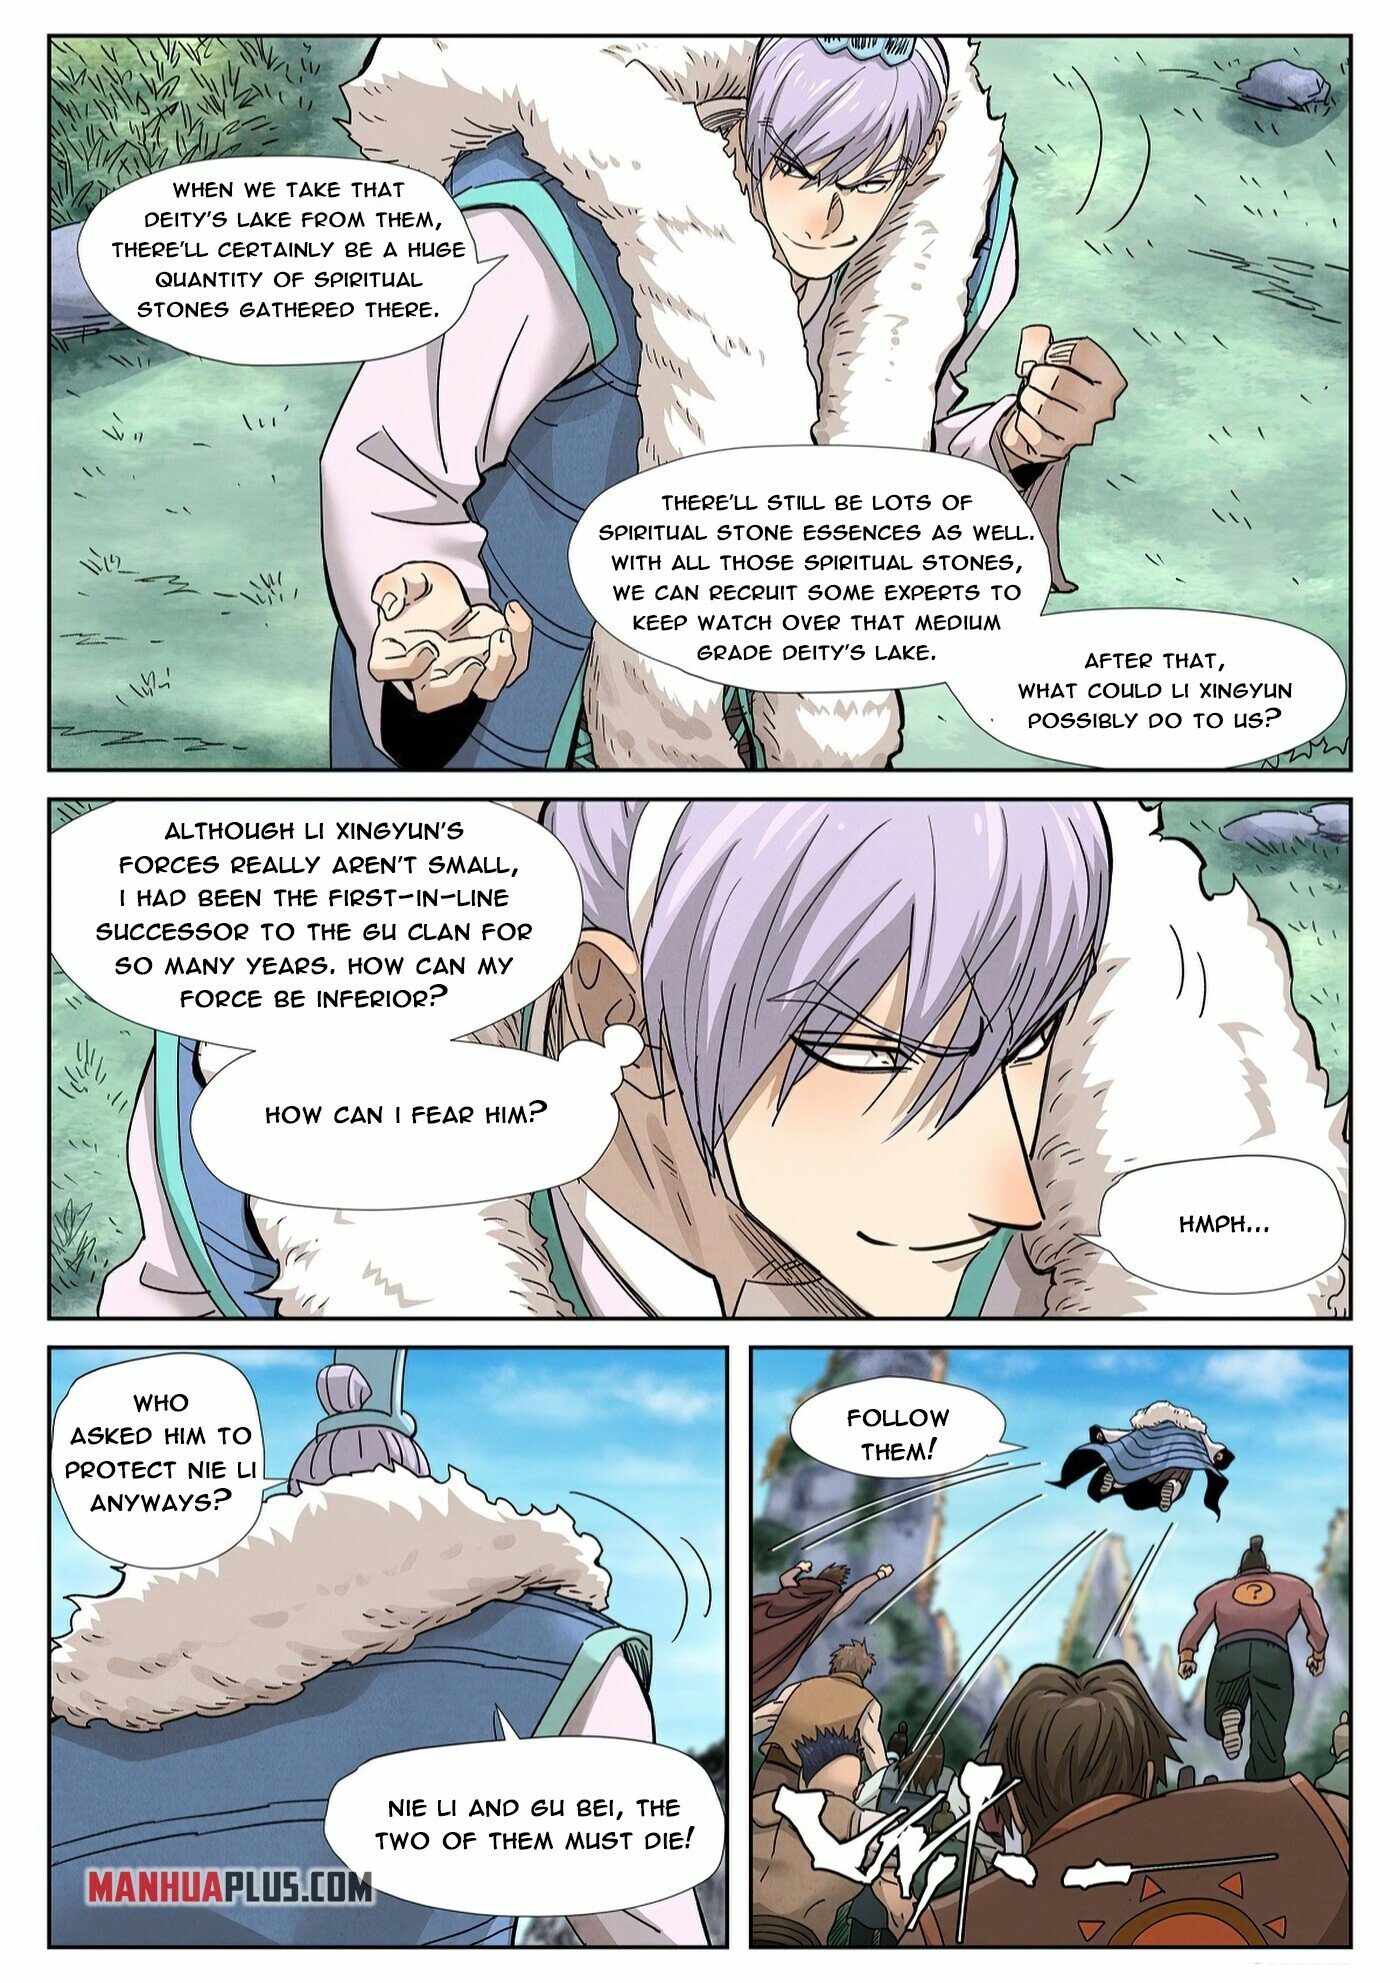 WHEN WE TAKE THAT
DEITY'S LAKE FROM THEM,
THERE'LL CERTAINLY BE A HUGE
QUANTITY OF SPIRITUAL
STONES GATHERED THERE.
THERE'LL STILL BE LOTS OF
SPIRITUAL STONE ESSENCES AS WELL.
WITH ALL THOSE SPIRITUAL STONES,
WE CAN RECRUIT SOME EXPERTS TO
KEEP WATCH OVER THAT MEDIUM
GRADE DEITY'S LAKE.
AFTER THAT,
WHAT COULD LI XINGYUN
POSSIBLY DO TO US?
ALTHOUGH LI XINGYUN'S
FORCES REALLY AREN'T SMALL,
I HAD BEEN THE FIRST-IN-LINE
SUCCESSOR TO THE GU CLAN FOR
SO MANY YEARS. HOW CAN MY
FORCE BE INFERIOR?
HOW CAN I FEAR HIM?
HMPH...
WHO
ASKED HIM TO
PROTECT NIE LI
ANYWAYS?
NIE LI AND GU BEI, THE
TWO OF THEM MUST DIE!
MANHUAPLUS.COM
FOLLOW
THEM!
?